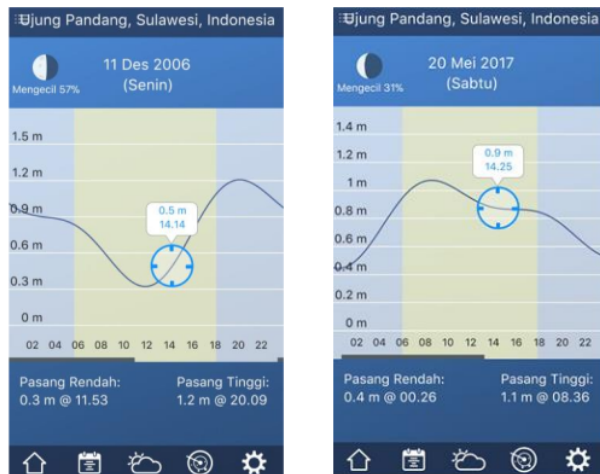 Ujung Pandang, Sulawesi, Indonesia
11 Des 2006
(Senin)
Mengecil 57%
1.5 m
1.2 m
0.9 m
0.6 m
0.3 m
0 m
0.5 m
14.14
02 04 06 08 10 12 14 16 18 20 22
Pasang Rendah:
0.3 m @ 11.53
Pasang Tinggi:
1.2 m @ 20.09
Ujung Pandang, Sulawesi, Indonesia
20 Mei 2017
(Sabtu)
Mengecil 31%
1.4 m
1.2 m
1 m
0.8 m
0.6 m
0.4 m
0.2 m
0 m
0.9 m
14.25
02 04 06 08 10 12 14 16 18 20 22
Pasang Rendah:
0.4 m @ 00.26
Pasang Tinggi:
1.1 m @ 08.36